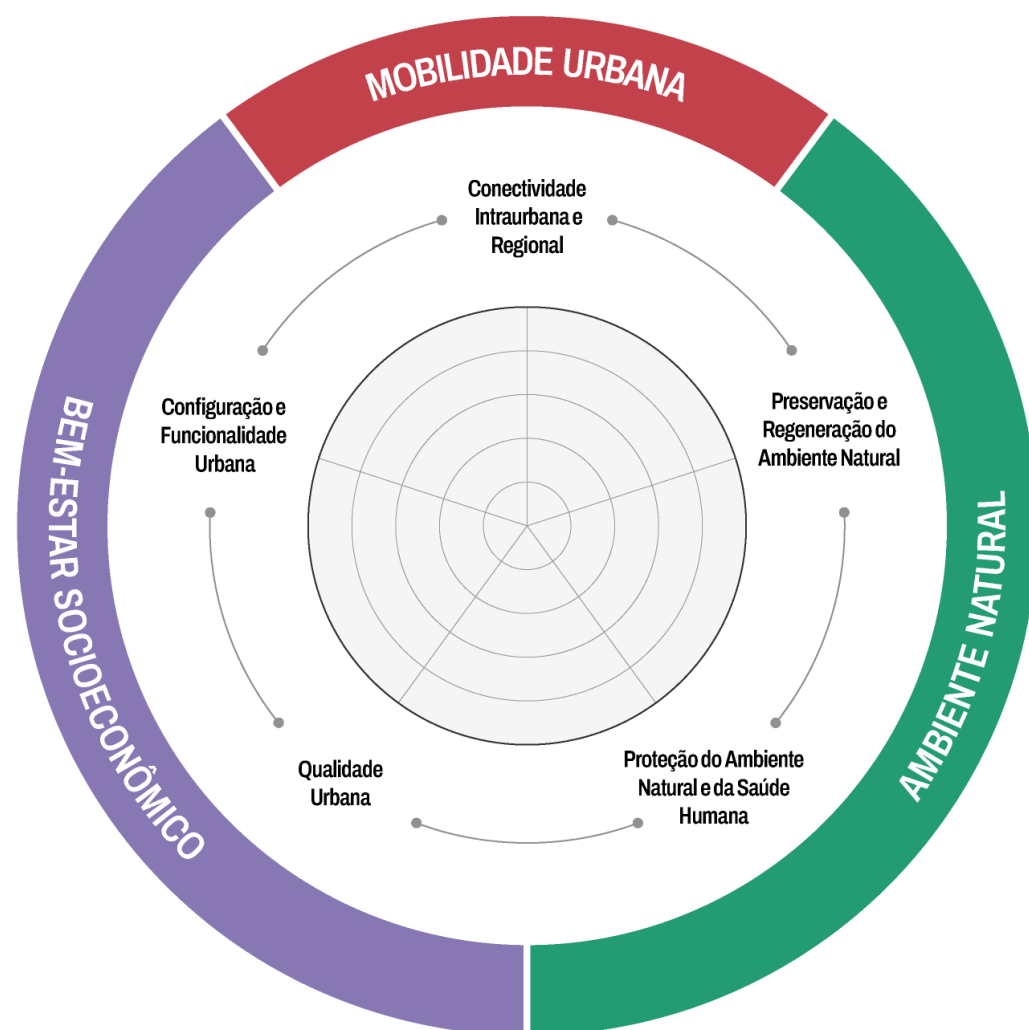 MOBILIDADE URBANA
Conectividade
Intraurbana e
Regional
Configuração e
Funcionalidade
Urbana
Preservação e
Regeneração do
Ambiente Natural
BEM-ESTAR SOCIOECONÔMICO
AMBIENTE NATURAL
Qualidade
Urbana
Proteção do Ambiente
Natural e da Saúde
Humana